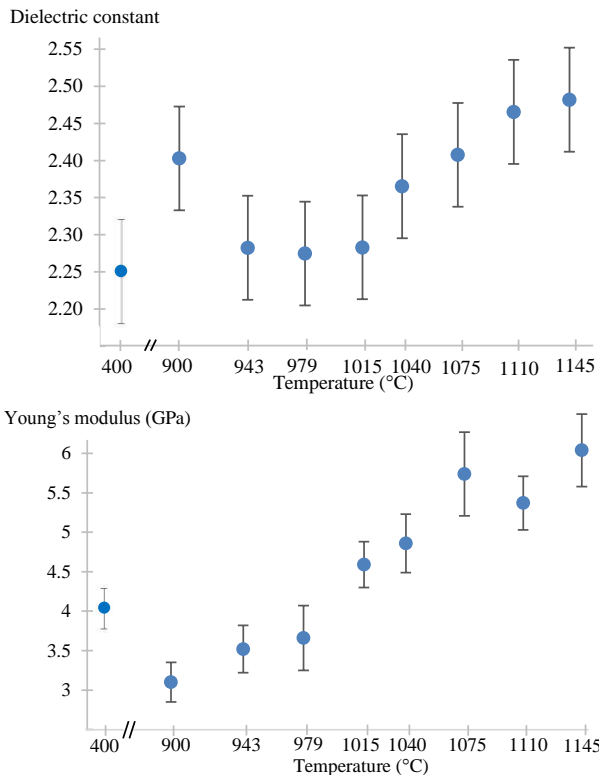 Dielectric constant
2.55
2.50
2.45
2.40
2.35
2.30
2.25
2.20
400 // 900 943 979 1015 1040 1075 1110 1145
Temperature (°C)
Young’s modulus (GPa)
6
5.5
5
4.5
4
3.5
3
400 // 900 943 979 1015 1040 1075 1110 1145
Temperature (°C)